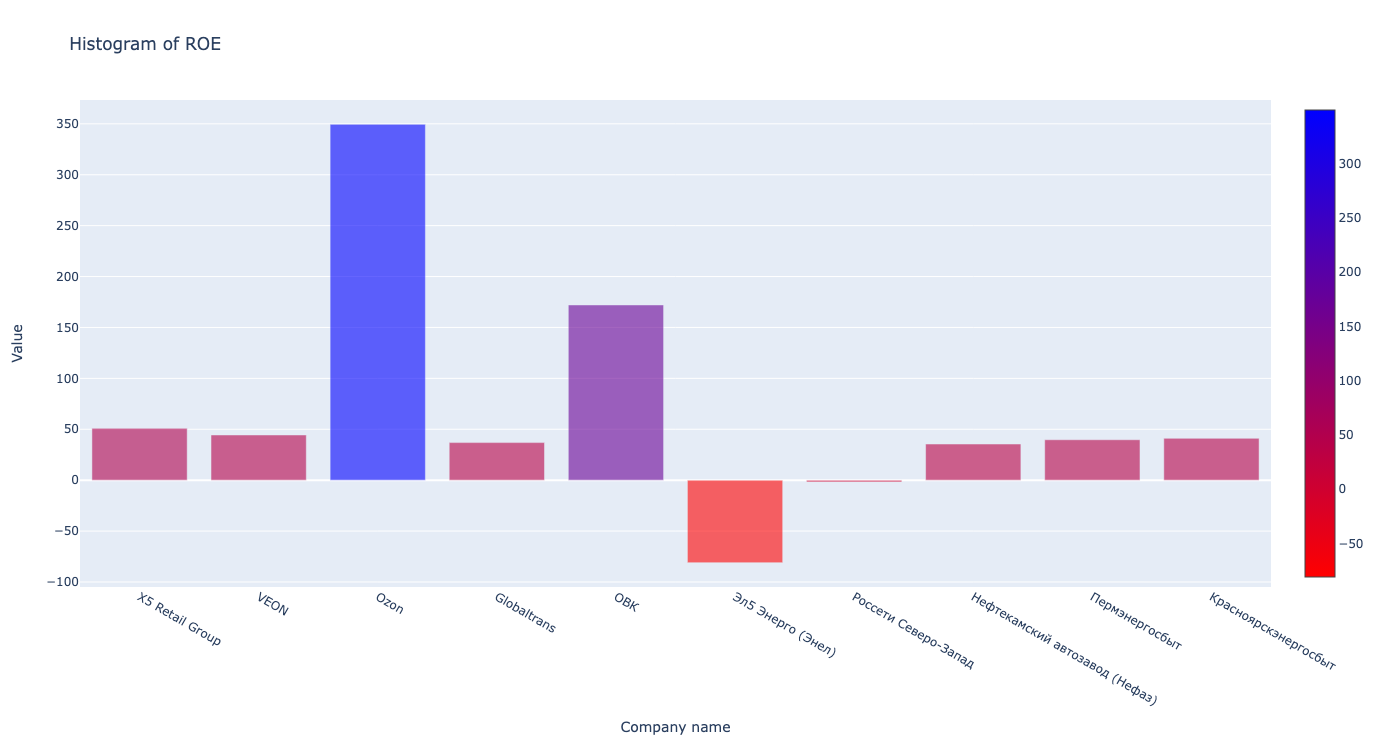 Histogram of ROE
350
300
250
200
150
100
50
0
−50
−100
Value
X5 Retail Group
VEON
Ozon
Globaltrans
ОВК
Эл5 Энерго (Энел)
Россети Северо-Запад
Нефтекамский автозавод (Нефаз)
Пермэнергосбыт
Красноярскэнергосбыт
Company name
300
250
200
150
100
50
0
−50